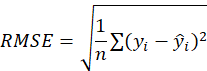 RMSE = √(1/n Σ(yᵢ − ŷᵢ)²)